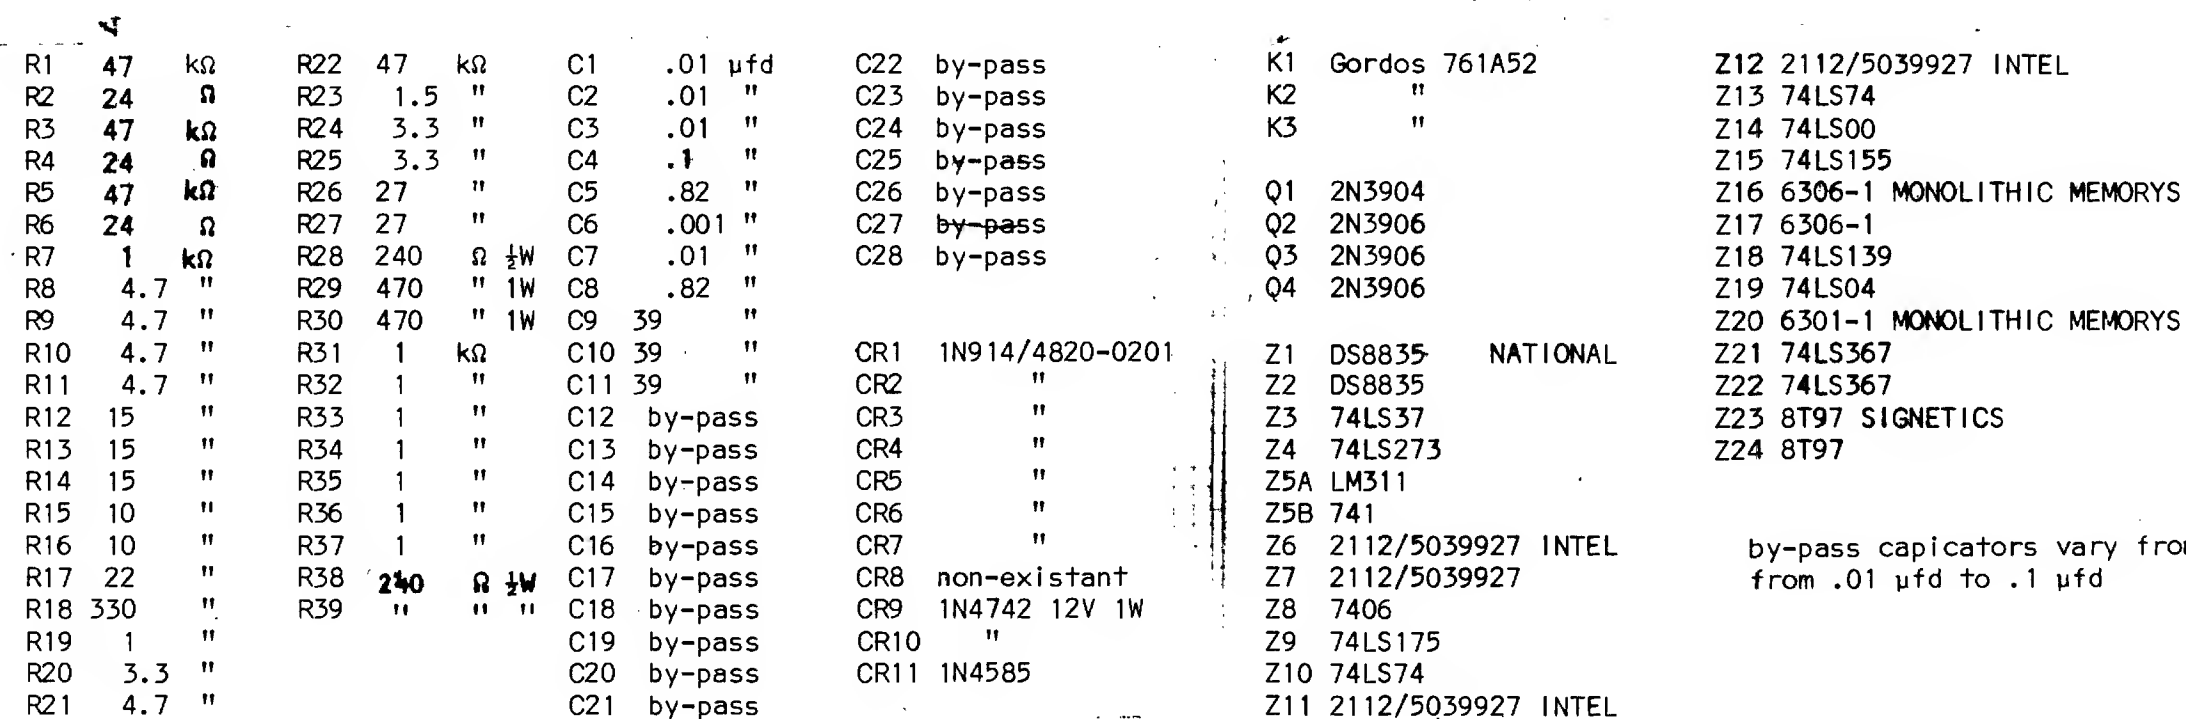 R1 47 kΩ
R2 24 Ω
R3 47 kΩ
R4 24 Ω
R5 47 kΩ
R6 24 Ω
R7 1 kΩ
R8 4.7 "
R9 4.7 "
R10 4.7 "
R11 4.7 "
R12 15 "
R13 15 "
R14 15 "
R15 10 "
R16 10 "
R17 22 "
R18 330 "
R19 1 "
R20 3.3 "
R21 4.7 "
R22 47 kΩ
R23 1.5 "
R24 3.3 "
R25 3.3 "
R26 27 "
R27 27 "
R28 240 Ω ½W
R29 470 " 1W
R30 470 " 1W
R31 1 kΩ
R32 1 "
R33 1 "
R34 1 "
R35 1 "
R36 1 "
R37 1 "
R38 240 Ω ½W
R39 " " "
C1 .01 µfd
C2 .01 "
C3 .01 "
C4 .1 "
C5 .82 "
C6 .001 "
C7 .01 "
C8 .82 "
C9 39 "
C10 39 "
C11 39 "
C12 by-pass
C13 by-pass
C14 by-pass
C15 by-pass
C16 by-pass
C17 by-pass
C18 by-pass
C19 by-pass
C20 by-pass
C21 by-pass
C22 by-pass
C23 by-pass
C24 by-pass
C25 by-pass
C26 by-pass
C27 by-pass
C28 by-pass
CR1 1N914/4820-0201
CR2 "
CR3 "
CR4 "
CR5 "
CR6 "
CR7 "
CR8 non-existant
CR9 1N4742 12V 1W
CR10 "
CR11 1N4585
K1 Gordos 761A52
K2 "
K3 "
Q1 2N3904
Q2 2N3906
Q3 2N3906
Q4 2N3906
Z1 DS8835 NATIONAL
Z2 DS8835
Z3 74LS37
Z4 74LS273
Z5A LM311
Z5B 741
Z6 2112/5039927 INTEL
Z7 2112/5039927
Z8 7406
Z9 74LS175
Z10 74LS74
Z11 2112/5039927 INTEL
Z12 2112/5039927 INTEL
Z13 74LS74
Z14 74LS00
Z15 74LS155
Z16 6306-1 MONOLITHIC MEMORYS
Z17 6306-1
Z18 74LS139
Z19 74LS04
Z20 6301-1 MONOLITHIC MEMORYS
Z21 74LS367
Z22 74LS367
Z23 8T97 SIGNETICS
Z24 8T97
by-pass capicators vary from
from .01 µfd to .1 µfd